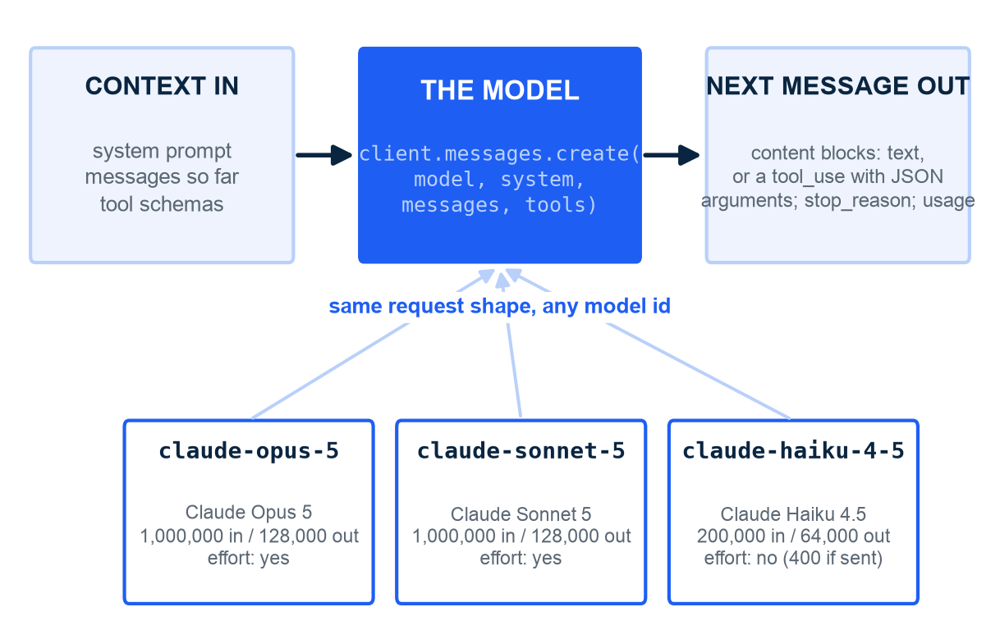 CONTEXT IN
system prompt
messages so far
tool schemas
THE MODEL
client.messages.create(
model, system,
messages, tools)
NEXT MESSAGE OUT
content blocks: text,
or a tool_use with JSON
arguments; stop_reason; usage
same request shape, any model id
claude-opus-5
Claude Opus 5
1,000,000 in / 128,000 out
effort: yes
claude-sonnet-5
Claude Sonnet 5
1,000,000 in / 128,000 out
effort: yes
claude-haiku-4-5
Claude Haiku 4.5
200,000 in / 64,000 out
effort: no (400 if sent)